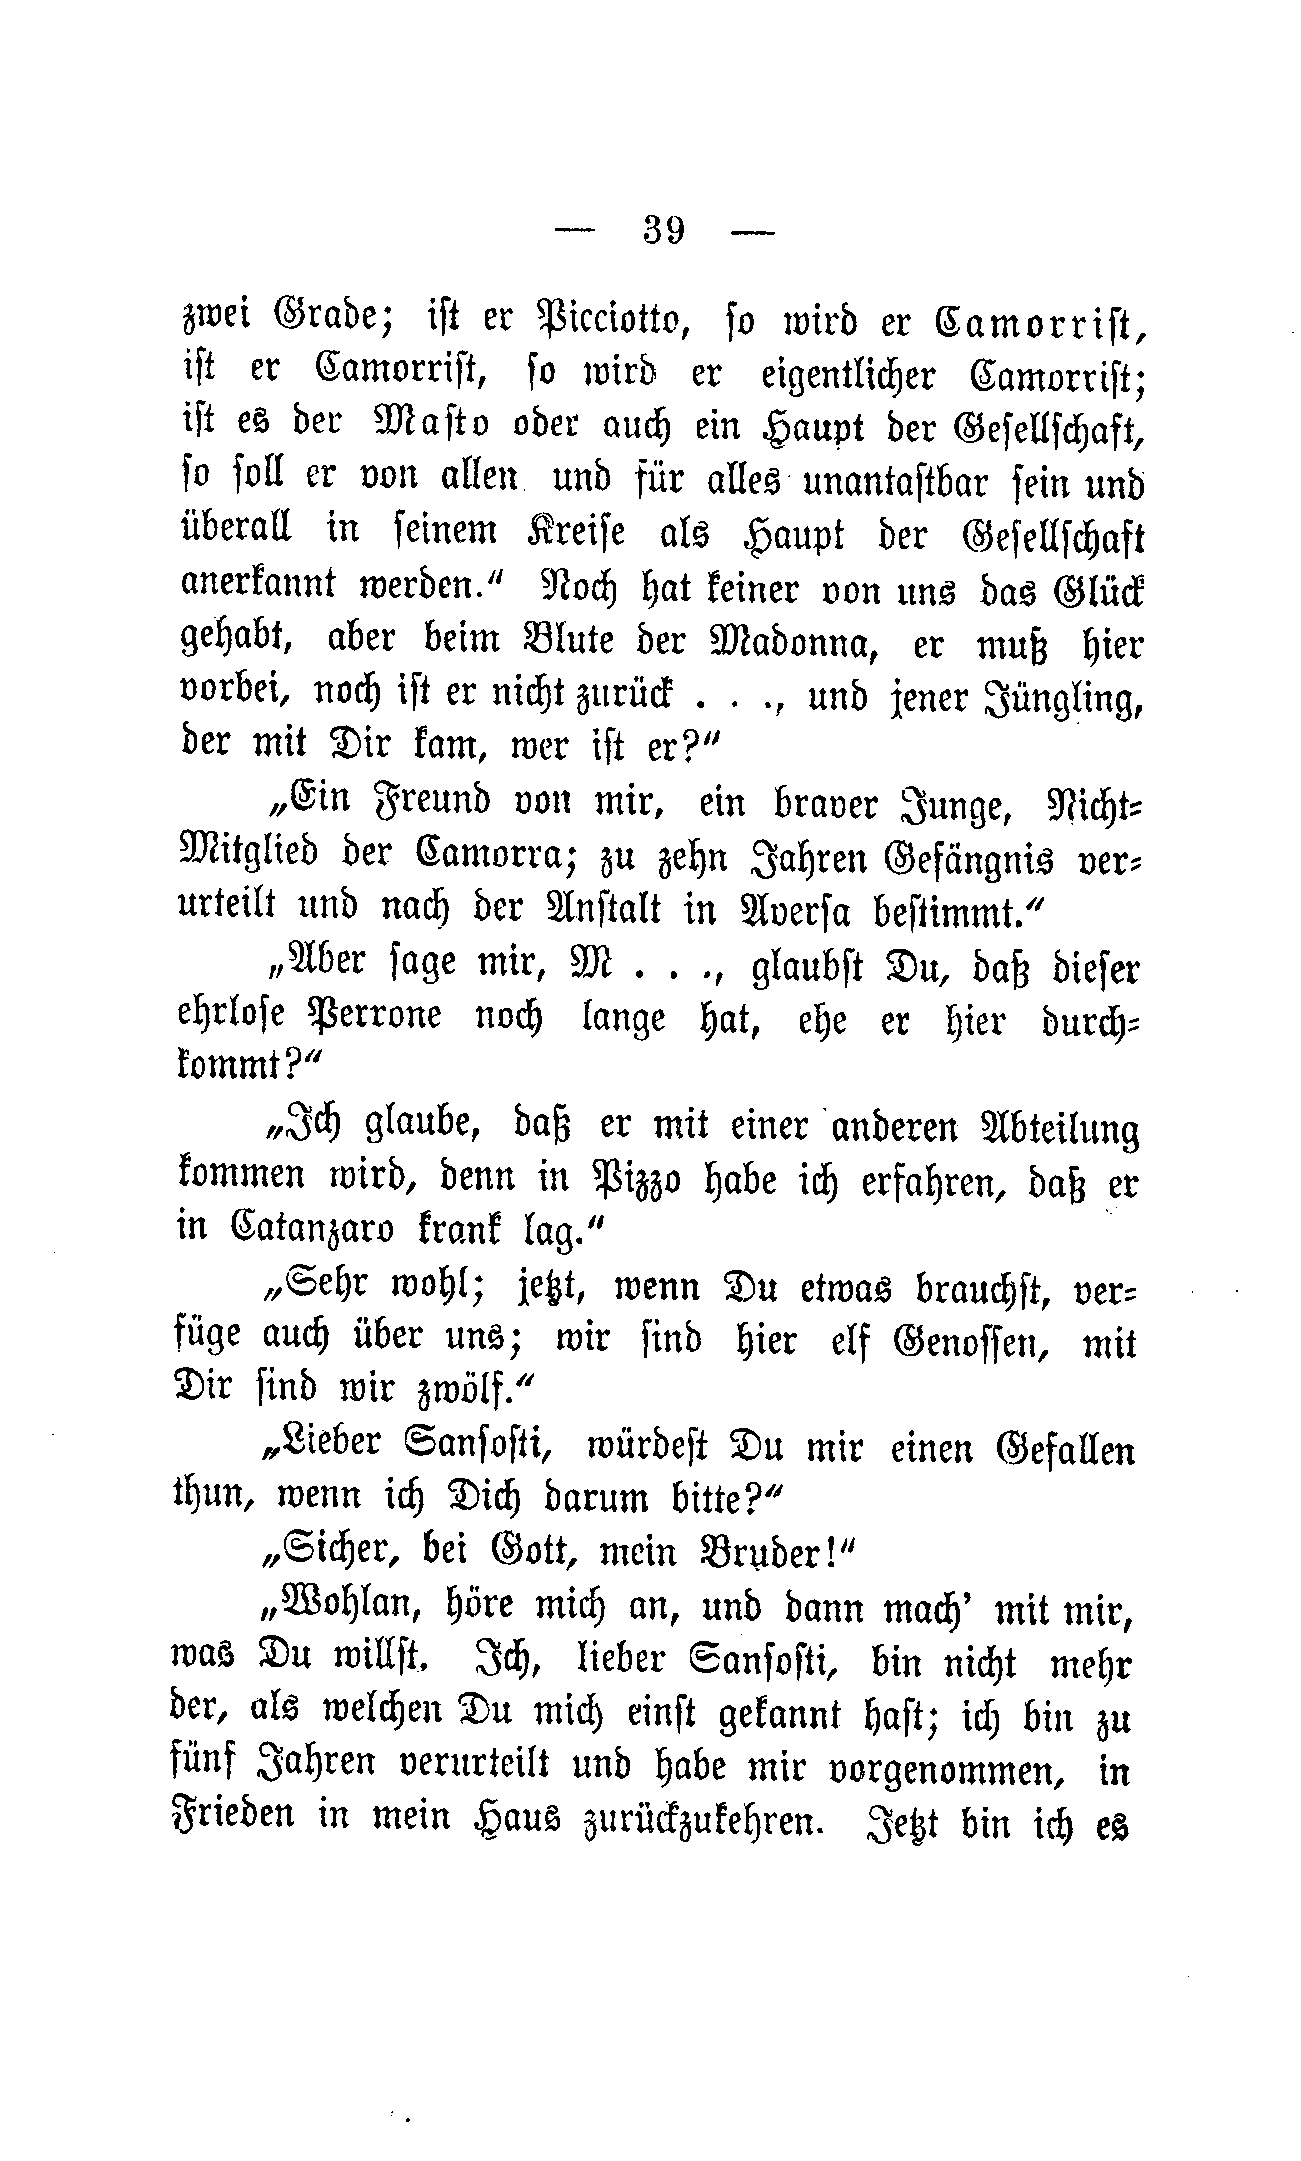 — 39 —
zwei Grade; ist er Picciotto, so wird er Camorrist,
ist er Camorrist, so wird er eigentlicher Camorrist;
ist es der Masto oder auch ein Haupt der Gesellschaft,
so soll er von allen und für alles unantastbar sein und
überall in seinem Kreise als Haupt der Gesellschaft
anerkannt werden.“ Noch hat keiner von uns das Glück
gehabt, aber beim Blute der Madonna, er muß hier
vorbei, noch ist er nicht zurück . . ., und jener Jüngling,
der mit Dir kam, wer ist er?“
„Ein Freund von mir, ein braver Junge, Nicht-
Mitglied der Camorra; zu zehn Jahren Gefängnis ver-
urteilt und nach der Anstalt in Aversa bestimmt.“
„Aber sage mir, M . . ., glaubst Du, daß dieser
ehrlose Perrone noch lange hat, ehe er hier durch-
kommt?“
„Ich glaube, daß er mit einer anderen Abteilung
kommen wird, denn in Pizzo habe ich erfahren, daß er
in Catanzaro krank lag.“
„Sehr wohl; jetzt, wenn Du etwas brauchst, ver-
füge auch über uns; wir sind hier elf Genossen, mit
Dir sind wir zwölf.“
„Lieber Sansosti, würdest Du mir einen Gefallen
thun, wenn ich Dich darum bitte?“
„Sicher, bei Gott, mein Bruder!“
„Wohlan, höre mich an, und dann mach’ mit mir,
was Du willst. Ich, lieber Sansosti, bin nicht mehr
der, als welchen Du mich einst gekannt hast; ich bin zu
fünf Jahren verurteilt und habe mir vorgenommen, in
Frieden in mein Haus zurückzukehren. Jetzt bin ich es